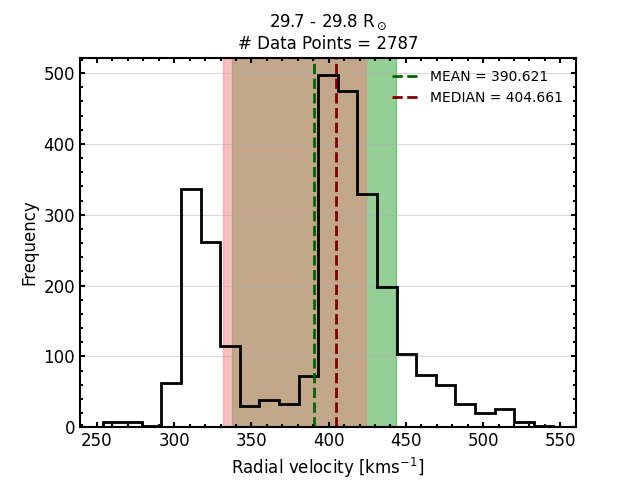 29.7 - 29.8 R⊙
# Data Points = 2787
MEAN = 390.621
MEDIAN = 404.661
Frequency
500
400
300
200
100
0
250 300 350 400 450 500 550
Radial velocity [kms⁻¹]